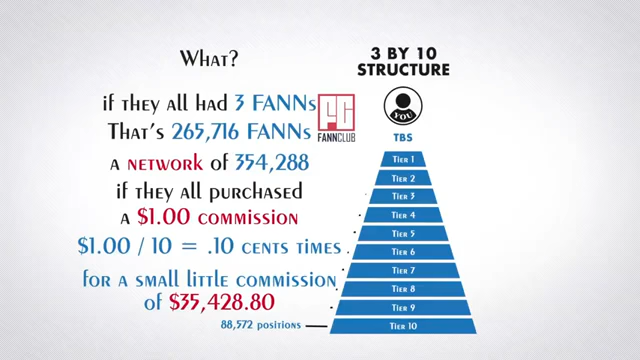 What?
if they all had 3 FANNs
That's 265,716 FANNs
a network of 354,288
if they all purchased
a $1.00 commission
$1.00 / 10 = .10 cents times
for a small little commission
of $35,428.80
88,572 positions
FC
FANNCLUB
3 BY 10
STRUCTURE
YOU
TBS
Tier 1
Tier 2
Tier 3
Tier 4
Tier 5
Tier 6
Tier 7
Tier 8
Tier 9
Tier 10